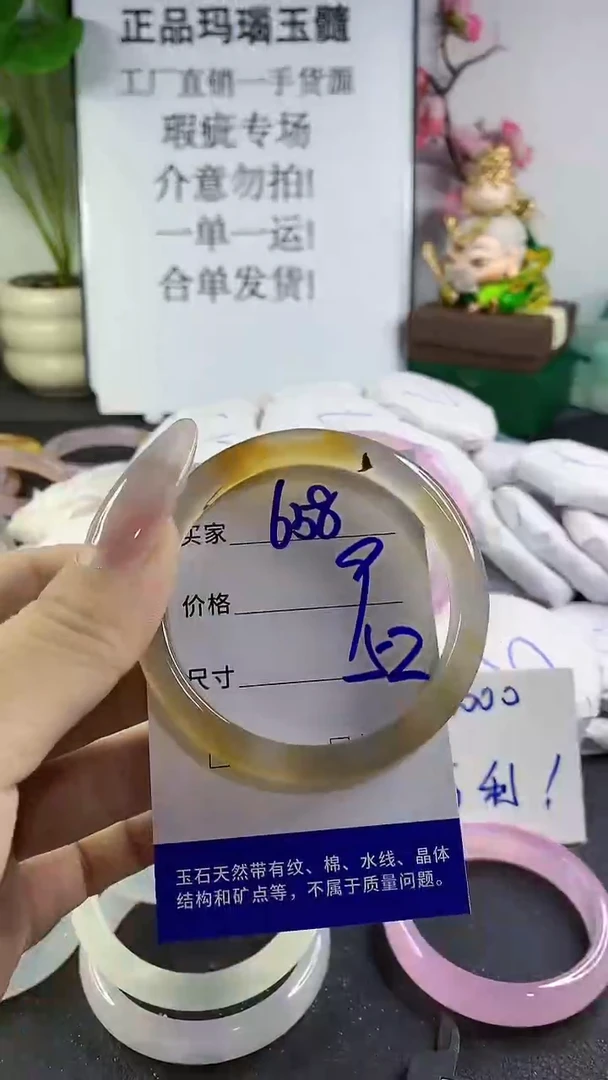 正品玛瑙玉髓
工厂直销一手货源
瑕疵专场
介意勿拍!
一单一运!
合单发货!
买家 658
价格
尺寸 52
600
利!
玉石天然带有纹、棉、水线、晶体
结构和矿点等，不属于质量问题。